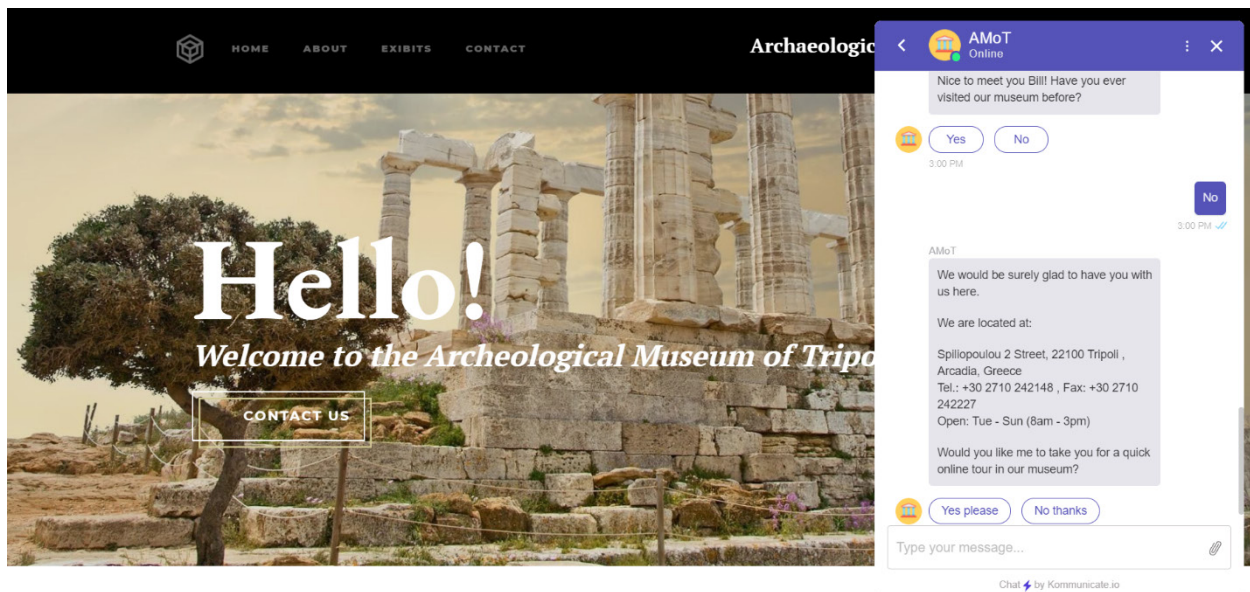 HOME ABOUT EXIBITS CONTACT
Archaeologic
Hello!
Welcome to the Archeological Museum of Tripo
CONTACT US
AMoT
Online
Nice to meet you Bill! Have you ever
visited our museum before?
Yes No
3:00 PM
No
3:00 PM
AMoT
We would be surely glad to have you with
us here.
We are located at:
Spiliopoulou 2 Street, 22100 Tripoli ,
Arcadia, Greece
Tel.: +30 2710 242148 , Fax: +30 2710
242227
Open: Tue - Sun (8am - 3pm)
Would you like me to take you for a quick
online tour in our museum?
Yes please No thanks
Type your message...
Chat by Kommunicate.io